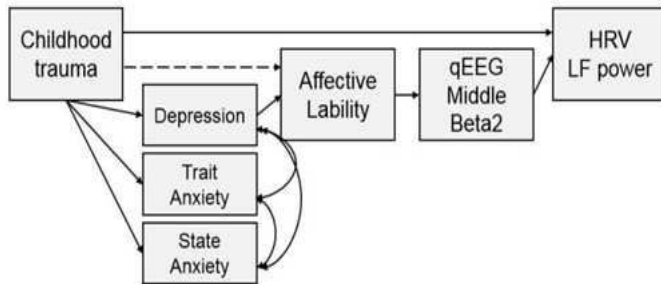 Childhood
trauma
HRV
LF power
Affective
Lability
qEEG
Middle
Beta2
Depression
Trait
Anxiety
State
Anxiety